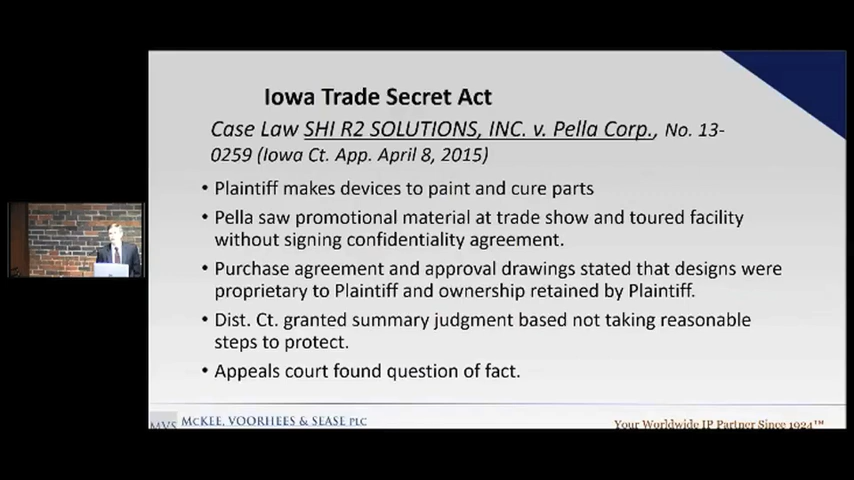 Iowa Trade Secret Act
Case Law SHI R2 SOLUTIONS, INC. v. Pella Corp., No. 13-
0259 (Iowa Ct. App. April 8, 2015)
• Plaintiff makes devices to paint and cure parts
• Pella saw promotional material at trade show and toured facility
without signing confidentiality agreement.
• Purchase agreement and approval drawings stated that designs were
proprietary to Plaintiff and ownership retained by Plaintiff.
• Dist. Ct. granted summary judgment based not taking reasonable
steps to protect.
• Appeals court found question of fact.
MVS MCKEE, VOORHEES & SEASE PLC
Your Worldwide IP Partner Since 1924™